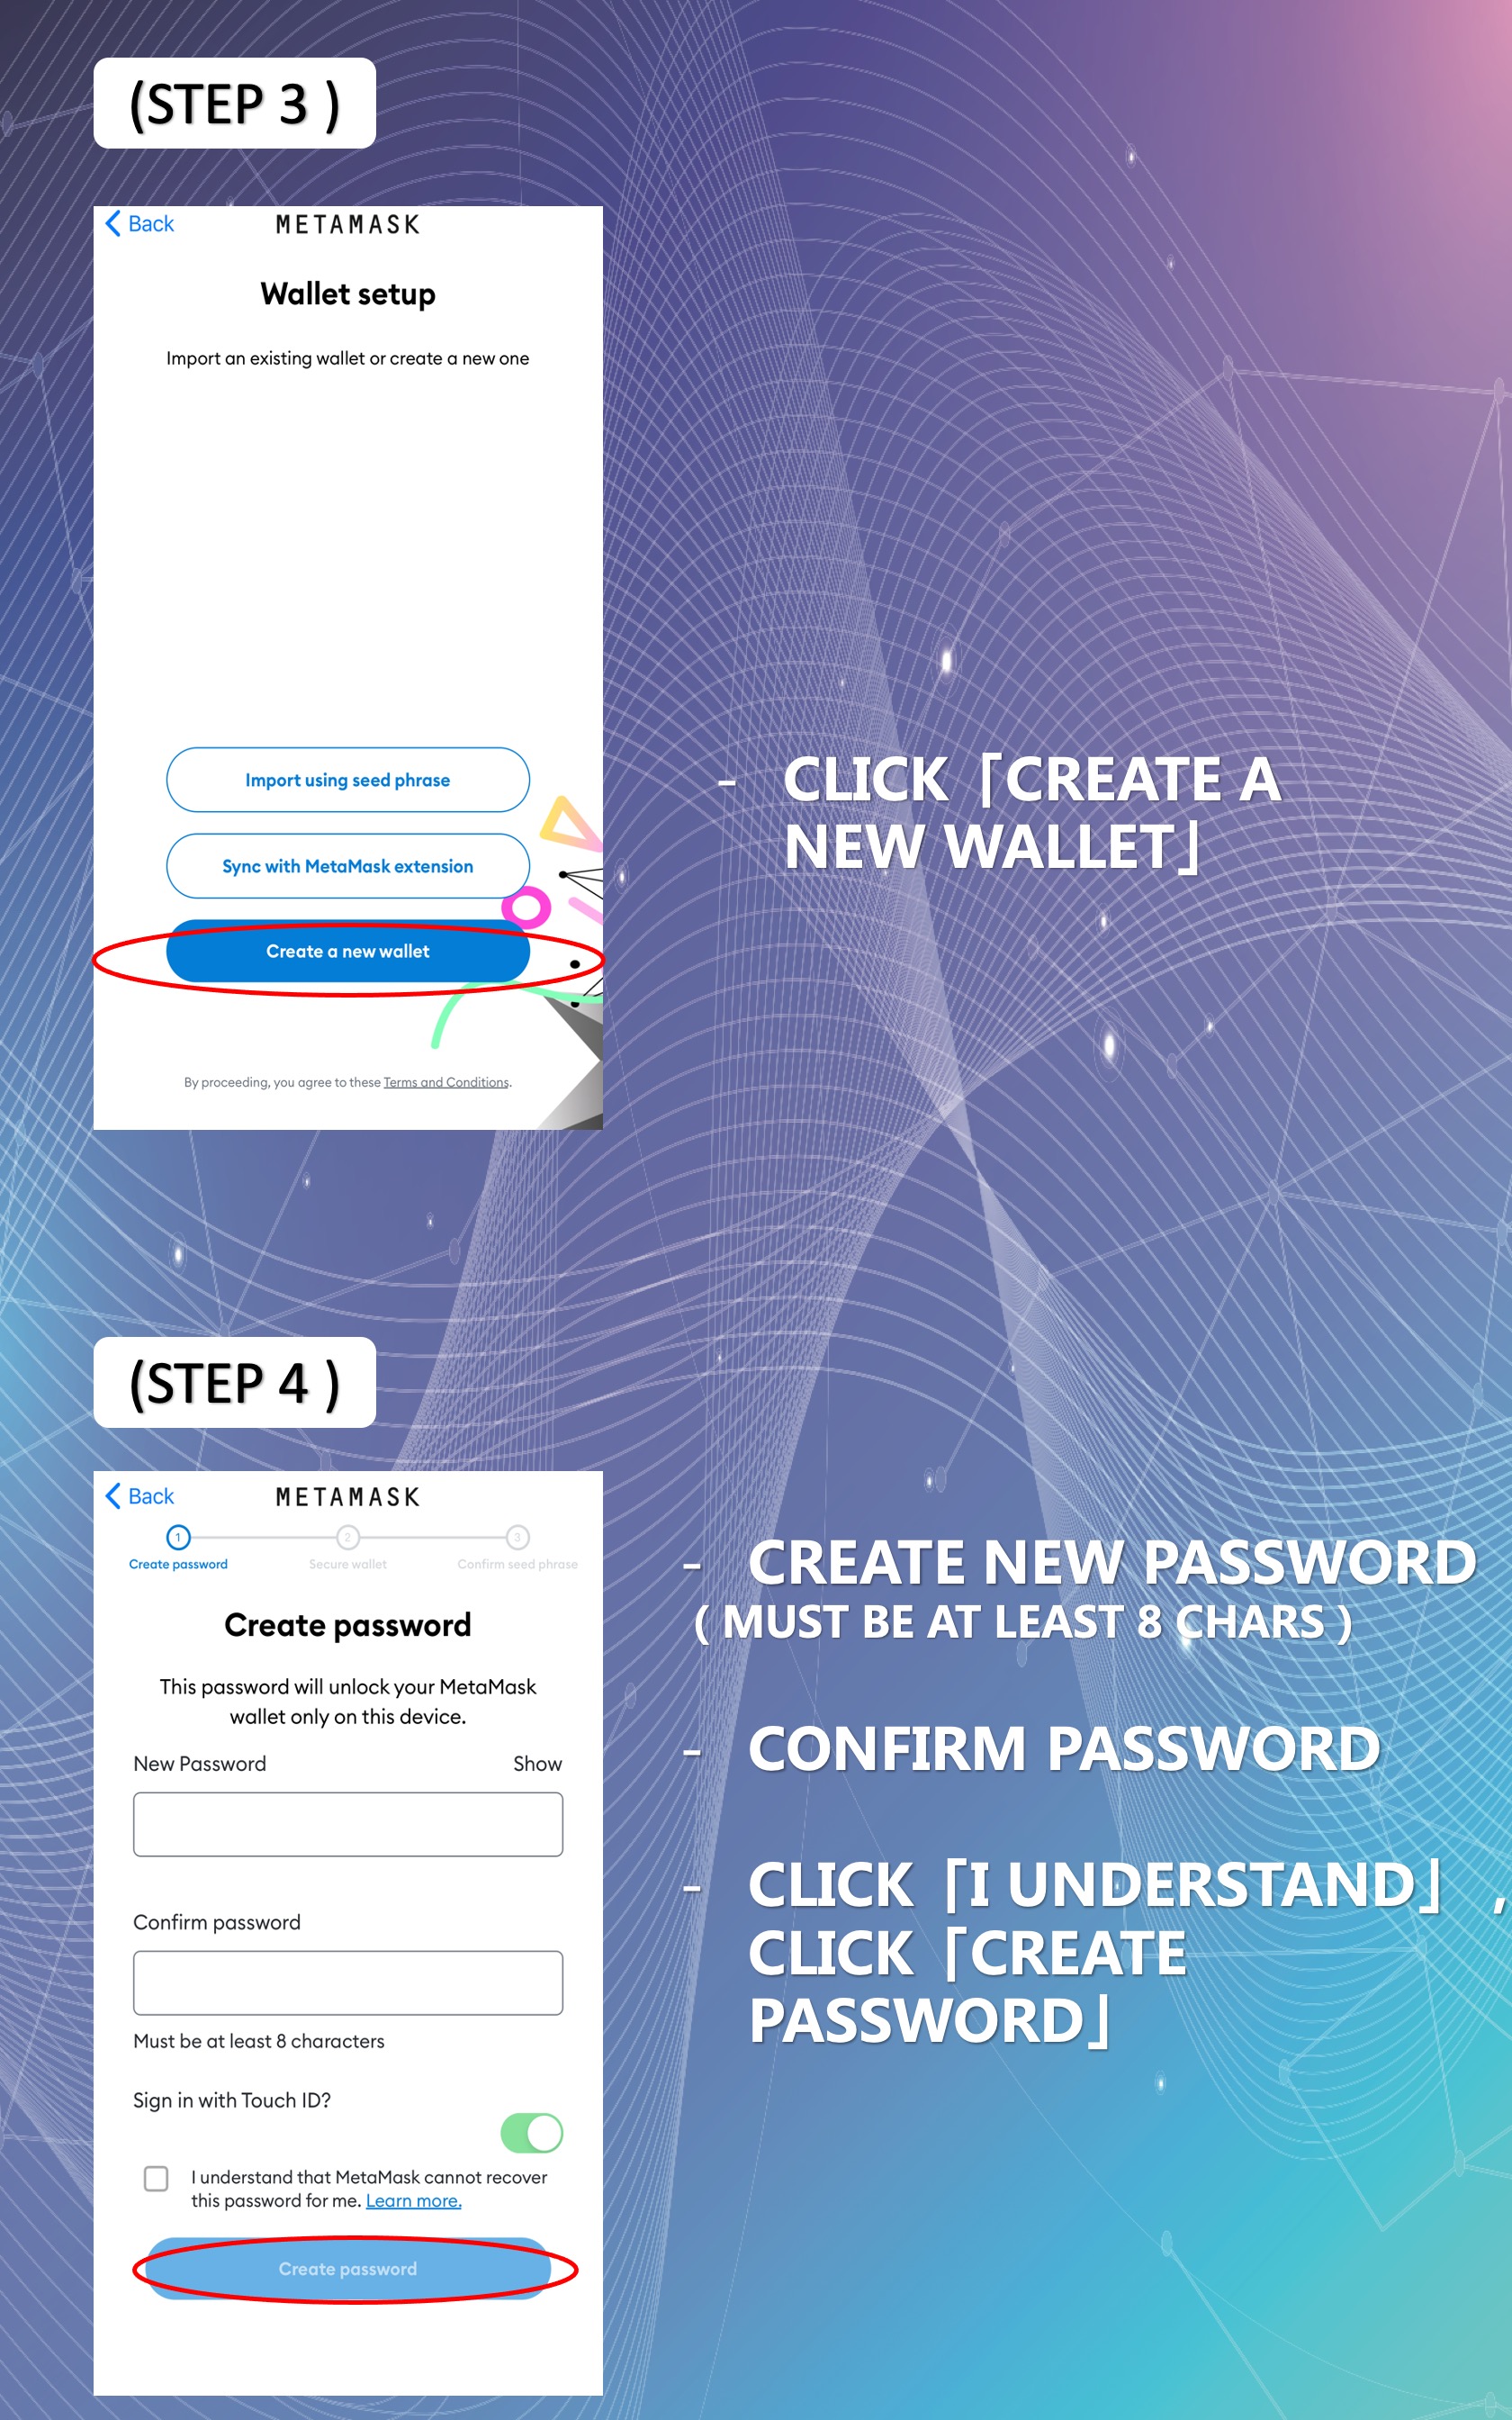 (STEP 3 )
Back
METAMASK
Wallet setup
Import an existing wallet or create a new one
Import using seed phrase
Sync with MetaMask extension
Create a new wallet
By proceeding, you agree to these Terms and Conditions.
- CLICK「CREATE A
NEW WALLET」
(STEP 4 )
Back
METAMASK
1 2 3
Create password Secure wallet Confirm seed phrase
Create password
This password will unlock your MetaMask
wallet only on this device.
New Password Show
Confirm password
Must be at least 8 characters
Sign in with Touch ID?
I understand that MetaMask cannot recover
this password for me. Learn more.
Create password
- CREATE NEW PASSWORD
( MUST BE AT LEAST 8 CHARS )
- CONFIRM PASSWORD
- CLICK「I UNDERSTAND」,
CLICK「CREATE
PASSWORD」